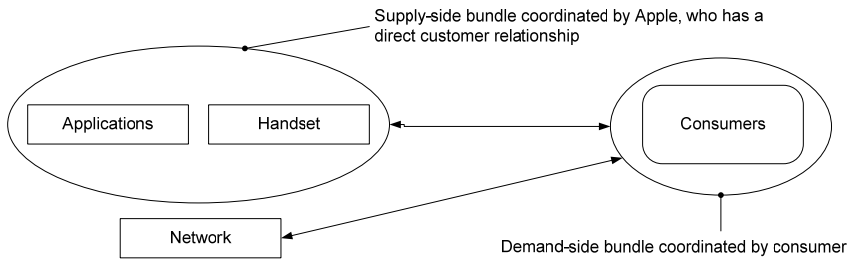 Supply-side bundle coordinated by Apple, who has a
direct customer relationship
Applications
Handset
Consumers
Network
Demand-side bundle coordinated by consumer